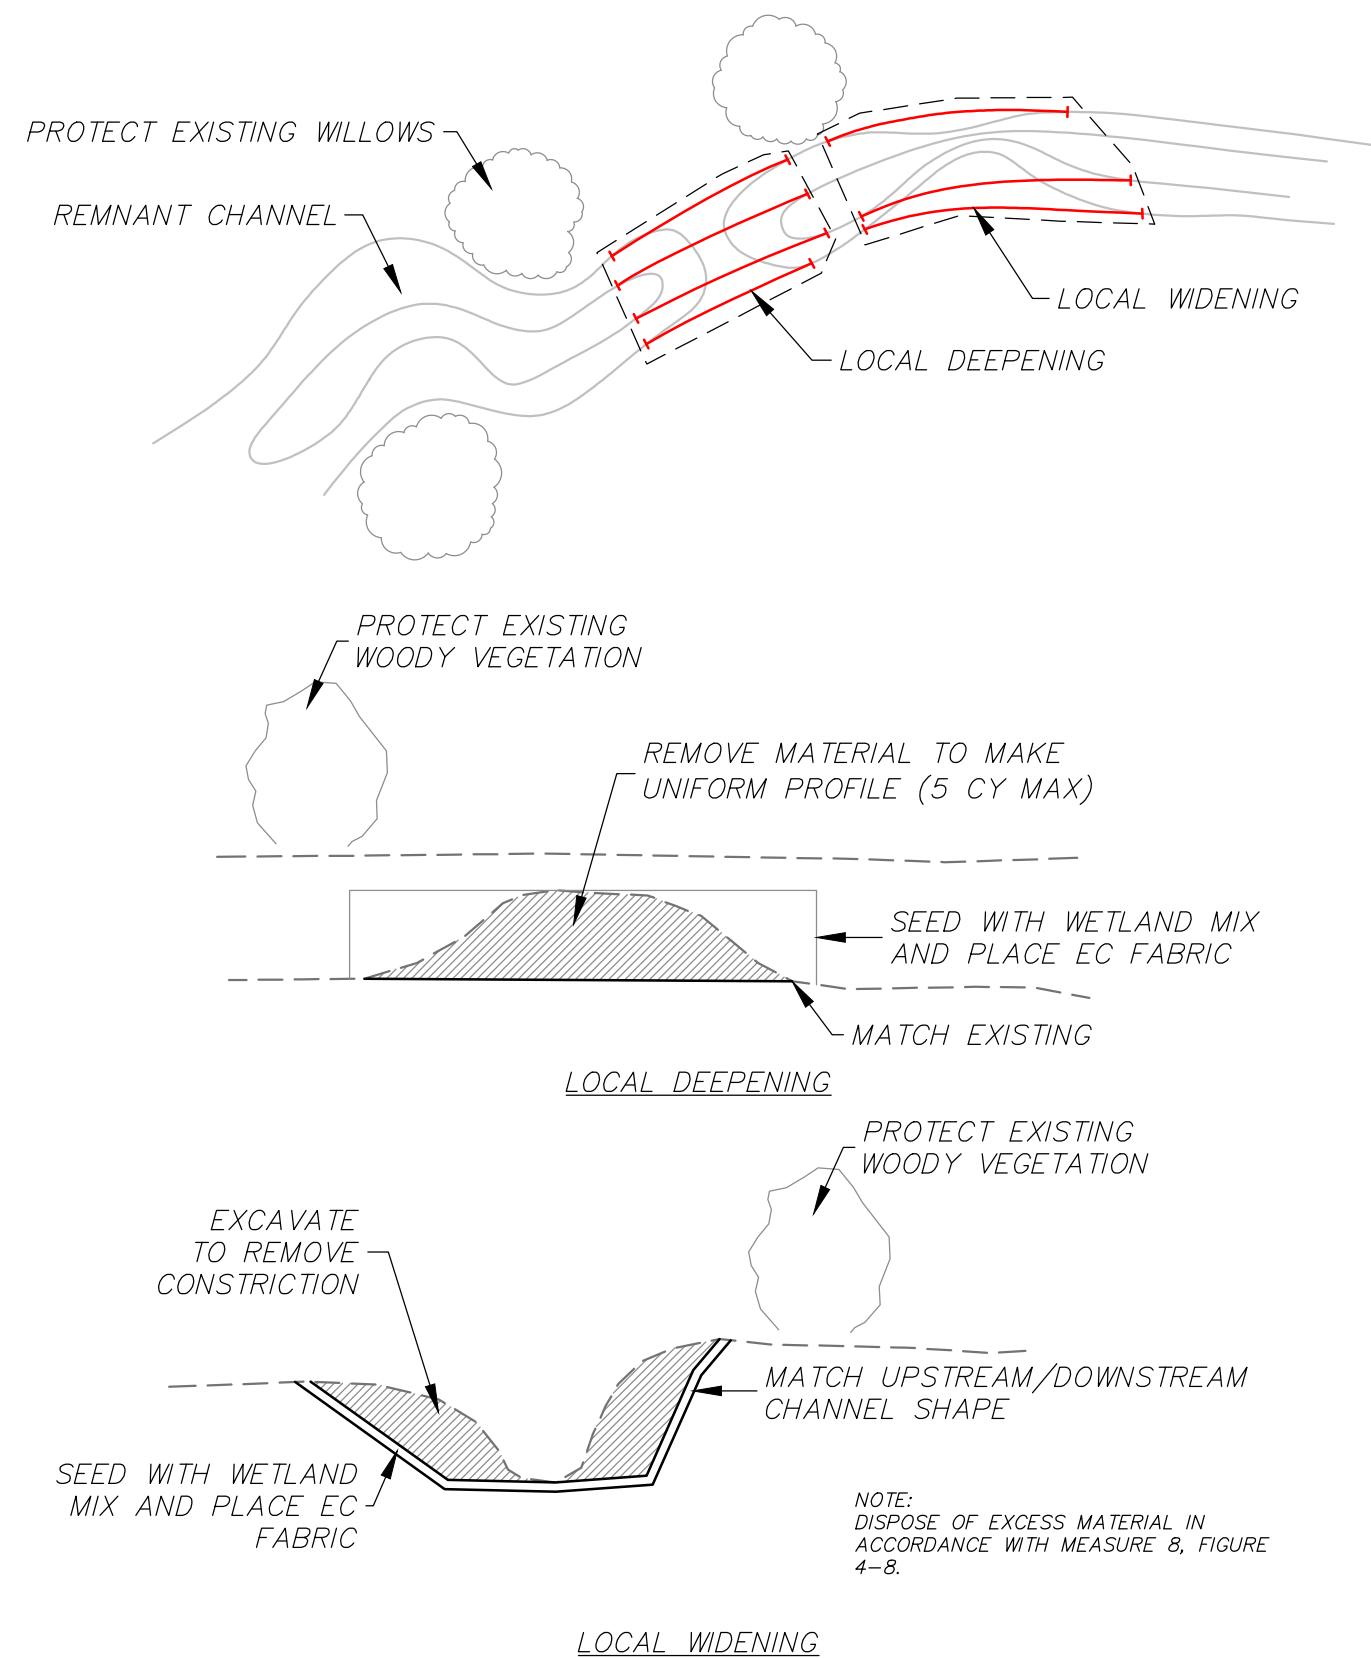 PROTECT EXISTING WILLOWS
REMNANT CHANNEL
LOCAL WIDENING
LOCAL DEEPENING
PROTECT EXISTING
WOODY VEGETATION
REMOVE MATERIAL TO MAKE
UNIFORM PROFILE (5 CY MAX)
SEED WITH WETLAND MIX
AND PLACE EC FABRIC
MATCH EXISTING
LOCAL DEEPENING
PROTECT EXISTING
WOODY VEGETATION
EXCAVATE
TO REMOVE
CONSTRICTION
MATCH UPSTREAM/DOWNSTREAM
CHANNEL SHAPE
SEED WITH WETLAND
MIX AND PLACE EC
FABRIC
NOTE:
DISPOSE OF EXCESS MATERIAL IN
ACCORDANCE WITH MEASURE 8, FIGURE
4-8.
LOCAL WIDENING